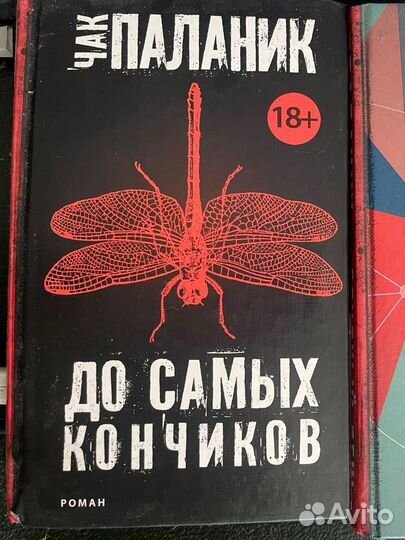 ЧАК ПАЛАНИК
18+
ДО САМЫХ
КОНЧИКОВ
РОМАН
Avito